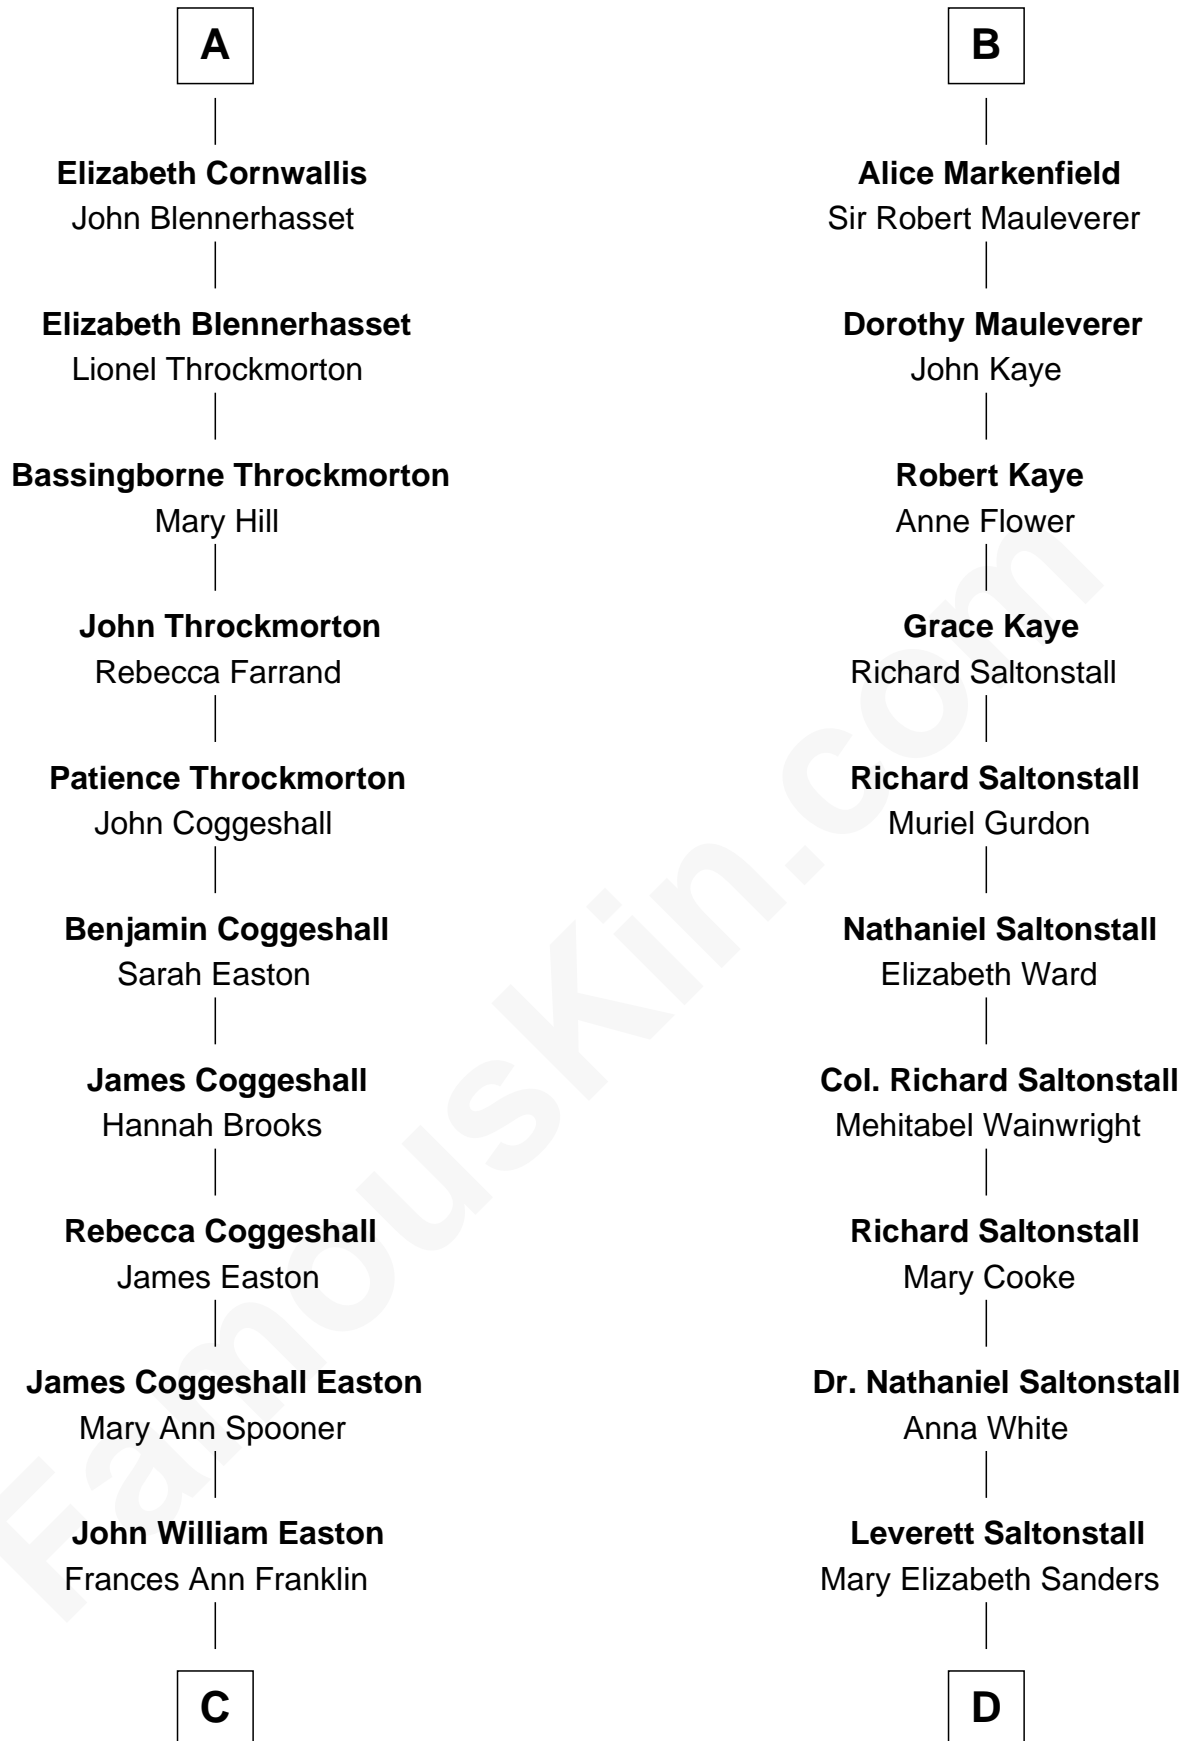 A
Elizabeth Cornwallis
John Blennerhasset
Elizabeth Blennerhasset
Lionel Throckmorton
Bassingborne Throckmorton
Mary Hill
John Throckmorton
Rebecca Farrand
Patience Throckmorton
John Coggeshall
Benjamin Coggeshall
Sarah Easton
James Coggeshall
Hannah Brooks
Rebecca Coggeshall
James Easton
James Coggeshall Easton
Mary Ann Spooner
John William Easton
Frances Ann Franklin
C
B
Alice Markenfield
Sir Robert Mauleverer
Dorothy Mauleverer
John Kaye
Robert Kaye
Anne Flower
Grace Kaye
Richard Saltonstall
Richard Saltonstall
Muriel Gurdon
Nathaniel Saltonstall
Elizabeth Ward
Col. Richard Saltonstall
Mehitabel Wainwright
Richard Saltonstall
Mary Cooke
Dr. Nathaniel Saltonstall
Anna White
Leverett Saltonstall
Mary Elizabeth Sanders
D
FamousKin.com